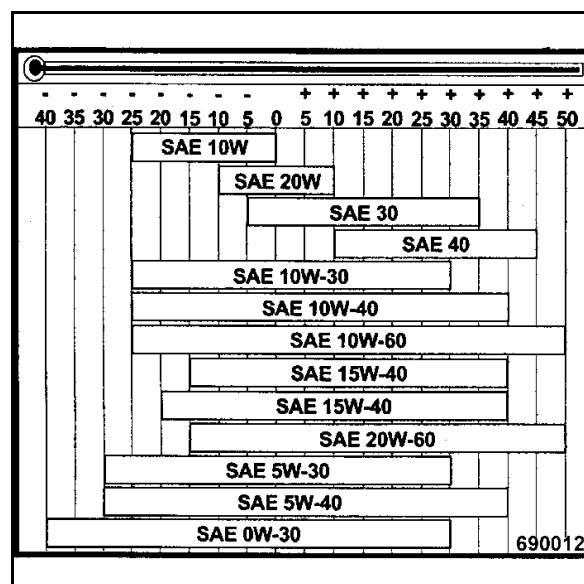 - - - - - - - - + + + + + + + + + +
40 35 30 25 20 15 10 5 0 5 10 15 20 25 30 35 40 45 50
SAE 10W
SAE 20W
SAE 30
SAE 40
SAE 10W-30
SAE 10W-40
SAE 10W-60
SAE 15W-40
SAE 15W-40
SAE 20W-60
SAE 5W-30
SAE 5W-40
SAE 0W-30
690012